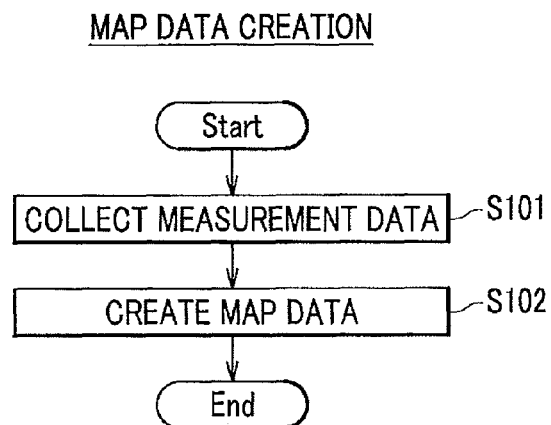 MAP DATA CREATION
Start
COLLECT MEASUREMENT DATA
S101
CREATE MAP DATA
S102
End